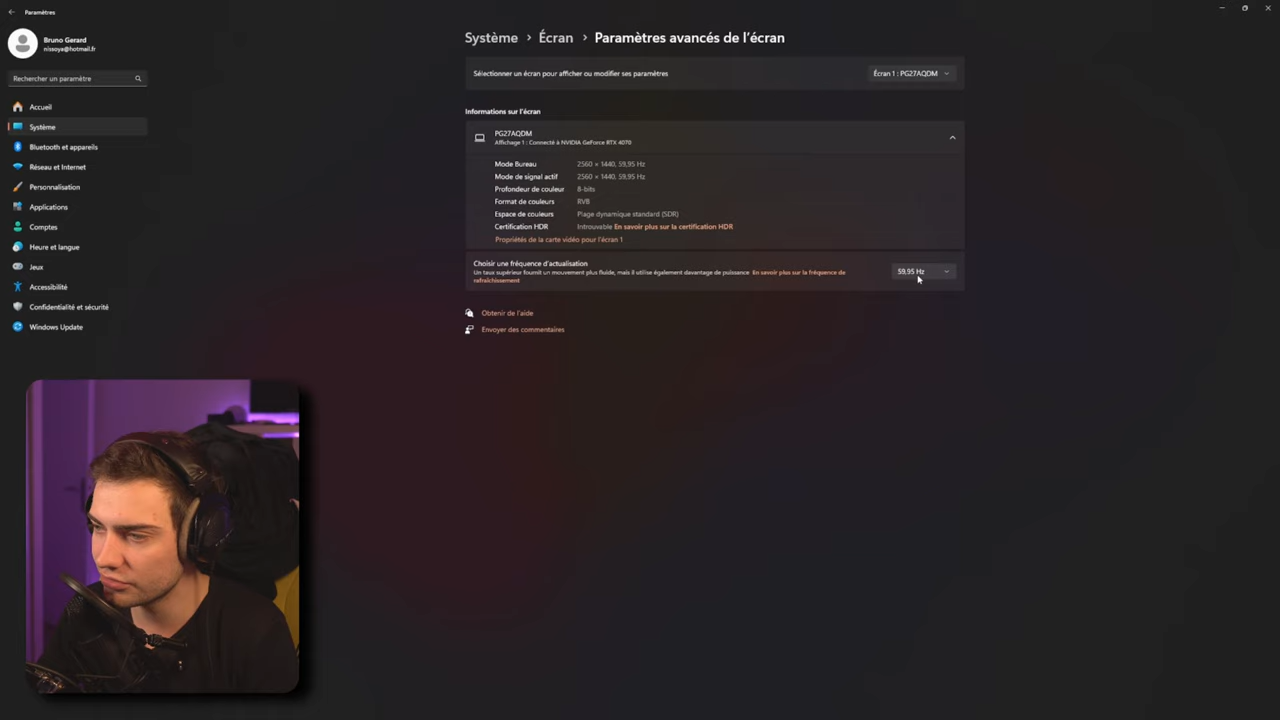 Paramètres
Bruno Gerard
nissoya@hotmail.fr
Rechercher un paramètre
Accueil
Système
Bluetooth et appareils
Réseau et Internet
Personnalisation
Applications
Comptes
Heure et langue
Jeux
Accessibilité
Confidentialité et sécurité
Windows Update
Système > Écran > Paramètres avancés de l'écran
Sélectionner un écran pour afficher ou modifier ses paramètres
Écran 1 : PG27AQDM
Informations sur l'écran
PG27AQDM
Affichage 1 : Connecté à NVIDIA GeForce RTX 4070
Mode Bureau 2560 × 1440, 59,95 Hz
Mode de signal actif 2560 × 1440, 59,95 Hz
Profondeur de couleur 8-bits
Format de couleurs RVB
Espace de couleurs Plage dynamique standard (SDR)
Certification HDR Introuvable En savoir plus sur la certification HDR
Propriétés de la carte vidéo pour l'écran 1
Choisir une fréquence d'actualisation
Un taux supérieur fournit un mouvement plus fluide, mais il utilise également davantage de puissance En savoir plus sur la fréquence de
rafraîchissement
59,95 Hz
Obtenir de l'aide
Envoyer des commentaires